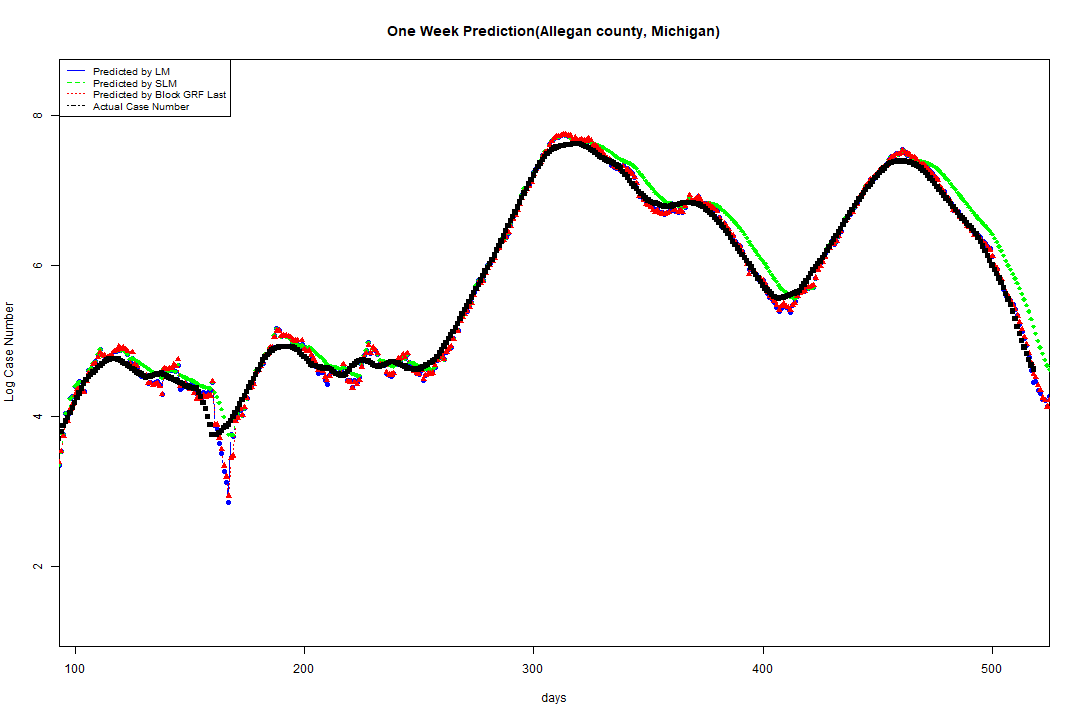 One Week Prediction(Allegan county, Michigan)
Predicted by LM
Predicted by SLM
Predicted by Block GRF Last
Actual Case Number
8
6
4
2
Log Case Number
100 200 300 400 500
days